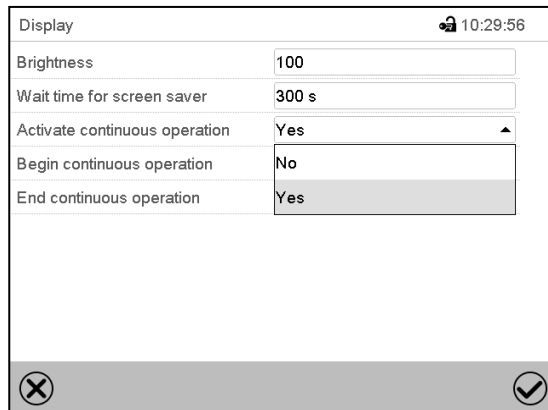 Display 10:29:56
Brightness 100
Wait time for screen saver 300 s
Activate continuous operation Yes
Begin continuous operation No
End continuous operation Yes